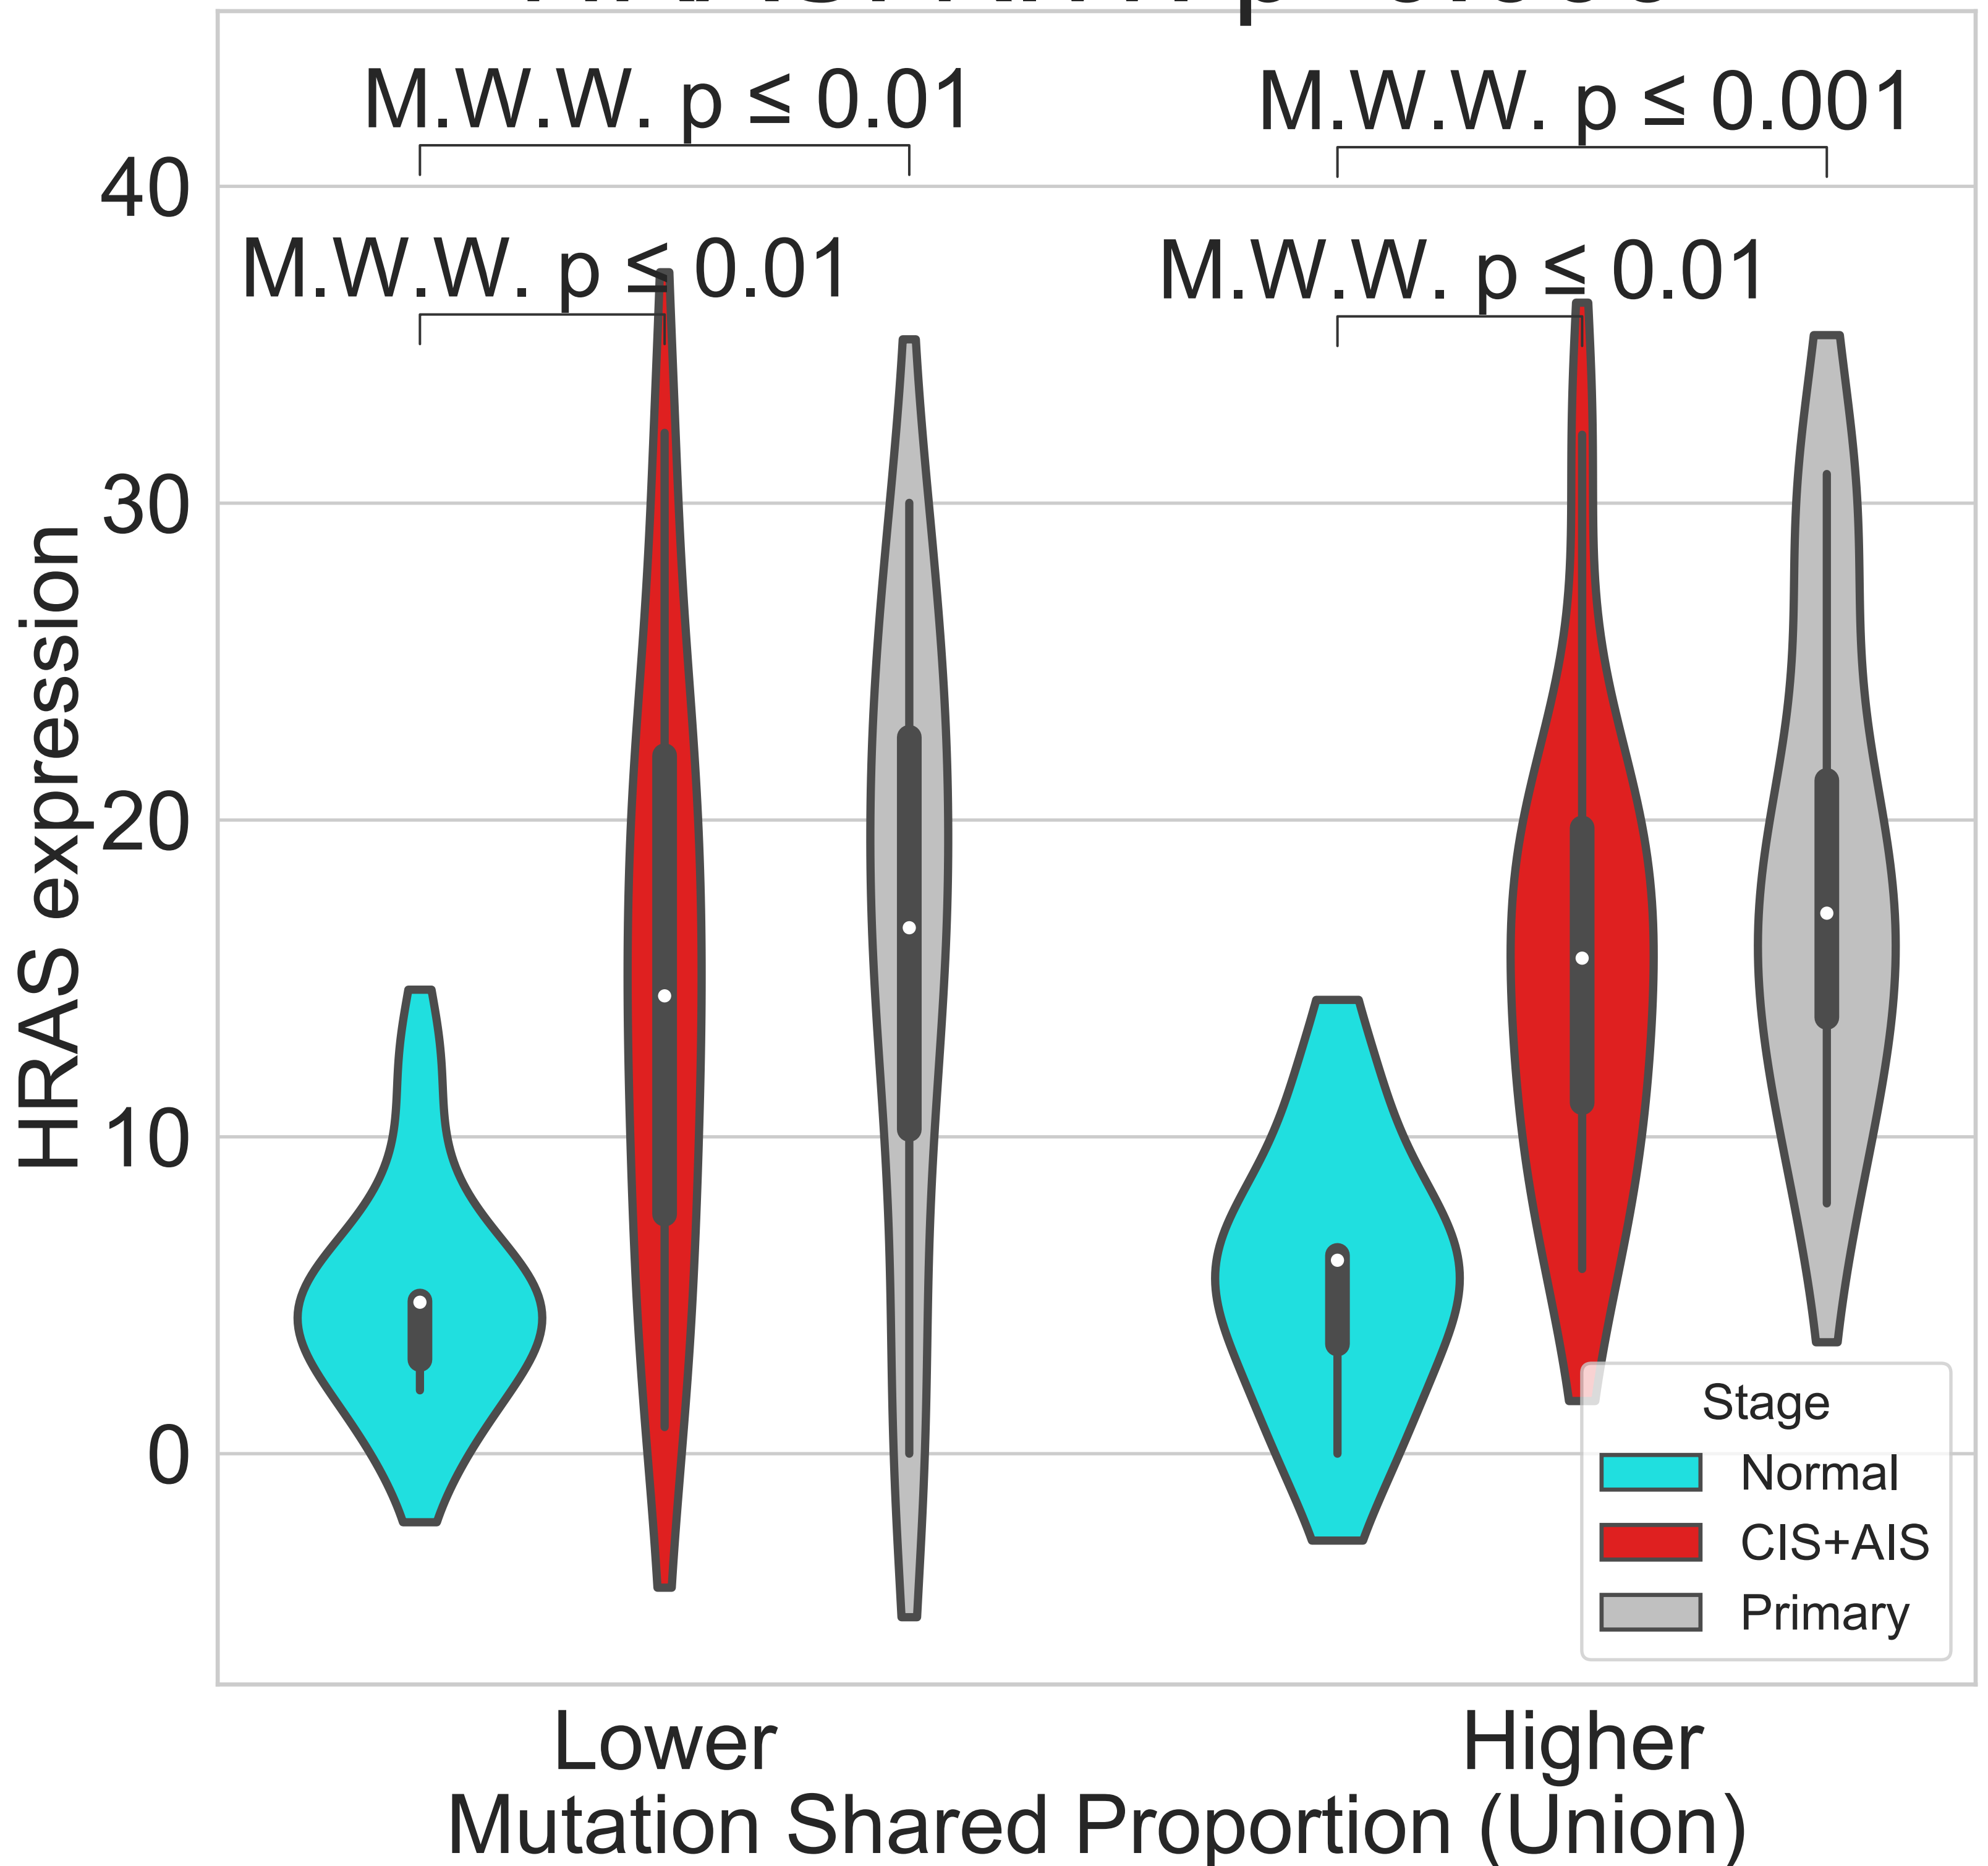 M.W.W. p ≤ 0.01
M.W.W. p ≤ 0.001
M.W.W. p ≤ 0.01
M.W.W. p ≤ 0.01
40
30
20
10
0
HRAS expression
Stage
Normal
CIS+AIS
Primary
Lower
Higher
Mutation Shared Proportion (Union)